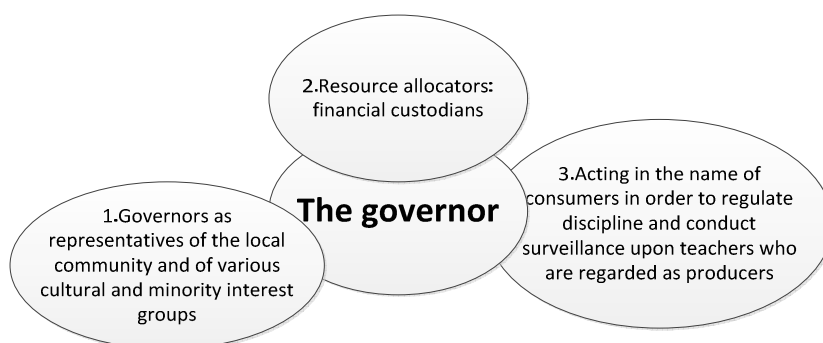 2.Resource allocators:
financial custodians
The governor
1.Governors as
representatives of the local
community and of various
cultural and minority interest
groups
3.Acting in the name of
consumers in order to regulate
discipline and conduct
surveillance upon teachers who
are regarded as producers